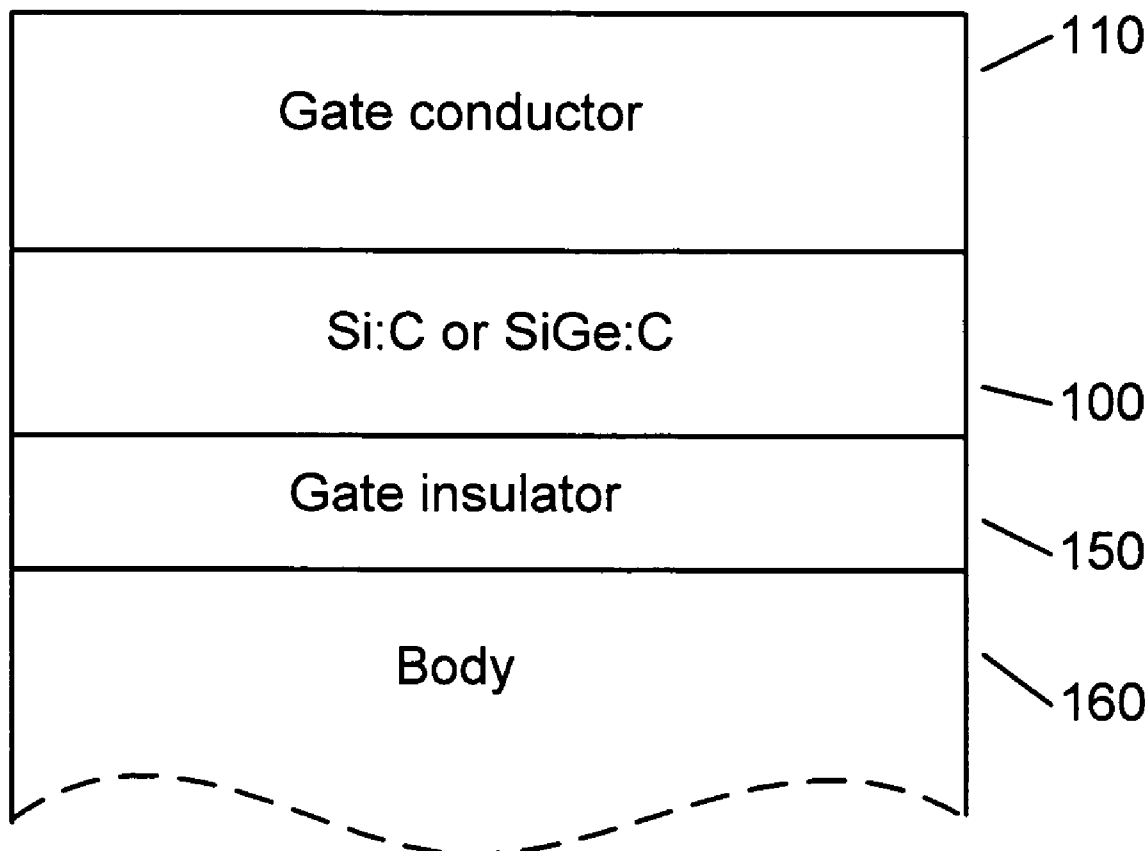 Gate conductor
110
Si:C or SiGe:C
100
Gate insulator
150
Body
160